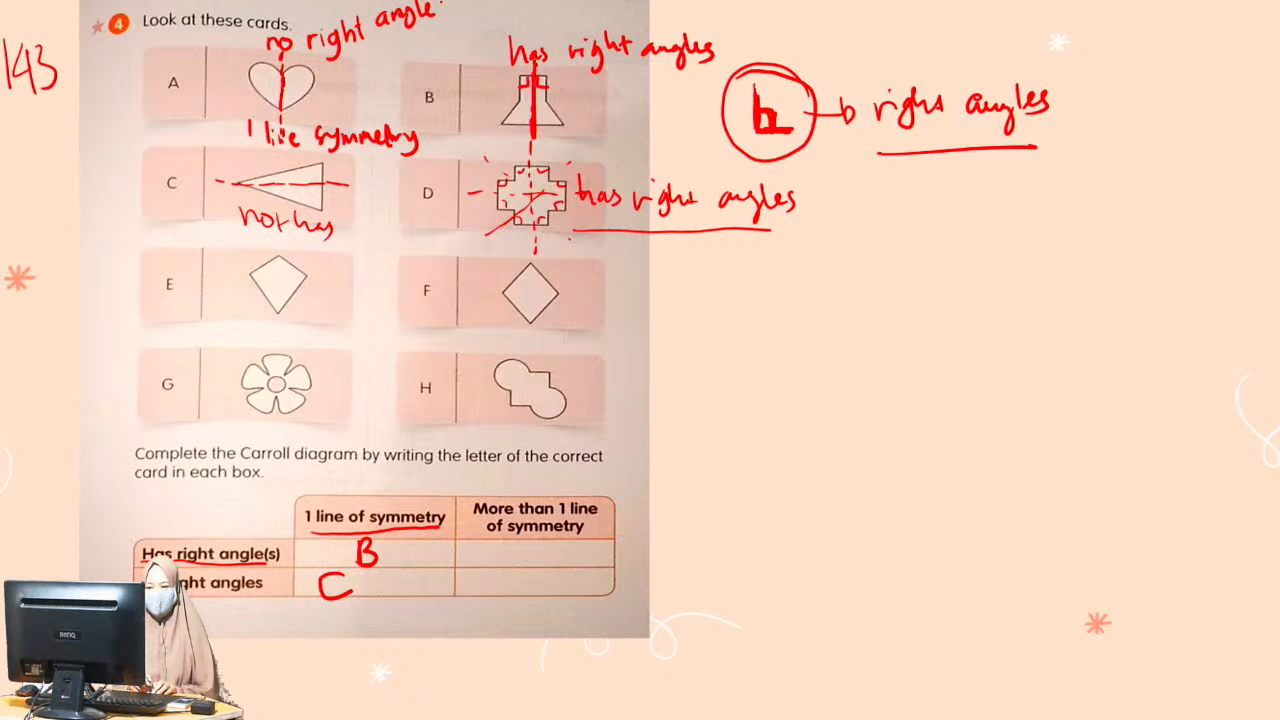 143
4 Look at these cards.
no right angle.
has right angles
A
B
1 line symmetry
right angles
C
D
not has
has right angles
E
F
G
H
Complete the Carroll diagram by writing the letter of the correct
card in each box.
1 line of symmetry
More than 1 line
of symmetry
Has right angle(s)
B
ght angles
C
BenQ